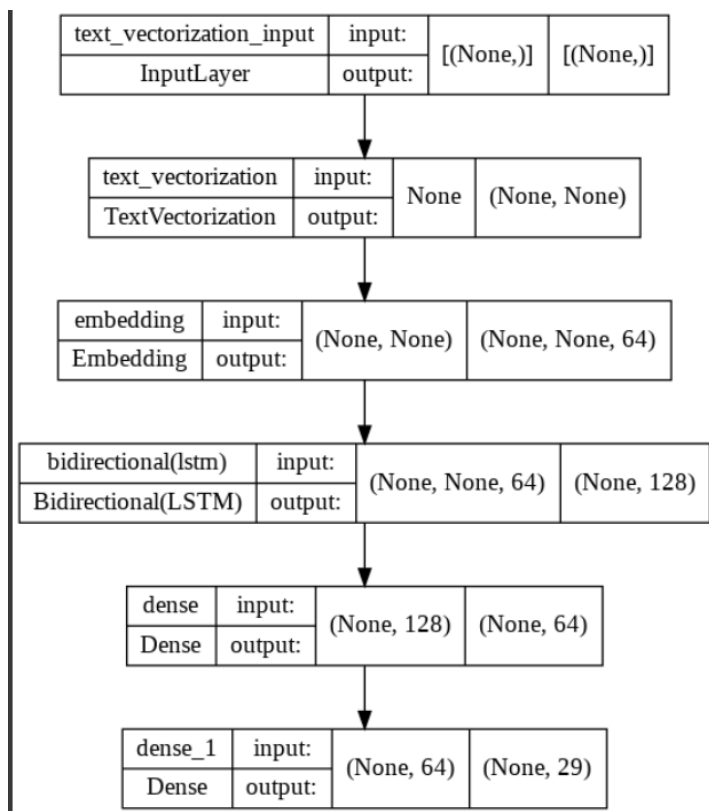 text_vectorization_input input: [(None,)] [(None,)]
InputLayer output:
text_vectorization input: None (None, None)
TextVectorization output:
embedding input: (None, None) (None, None, 64)
Embedding output:
bidirectional(lstm) input: (None, None, 64) (None, 128)
Bidirectional(LSTM) output:
dense input: (None, 128) (None, 64)
Dense output:
dense_1 input: (None, 64) (None, 29)
Dense output: